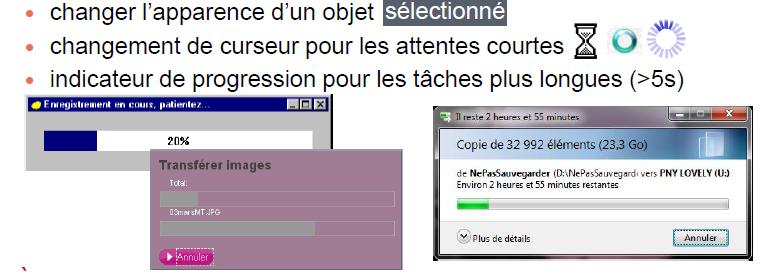 • changer l’apparence d’un objet sélectionné
• changement de curseur pour les attentes courtes
• indicateur de progression pour les tâches plus longues (>5s)
Enregistrement en cours, patientez...
20%
Transférer images
Total:
03marsMT.JPG
Annuler
Il reste 2 heures et 55 minutes
Copie de 32 992 éléments (23,3 Go)
de NePasSauvegarder (D:\NePasSauvegard‹ vers PNY LOVELY (U:)
Environ 2 heures et 55 minutes restantes
Plus de détails
Annuler